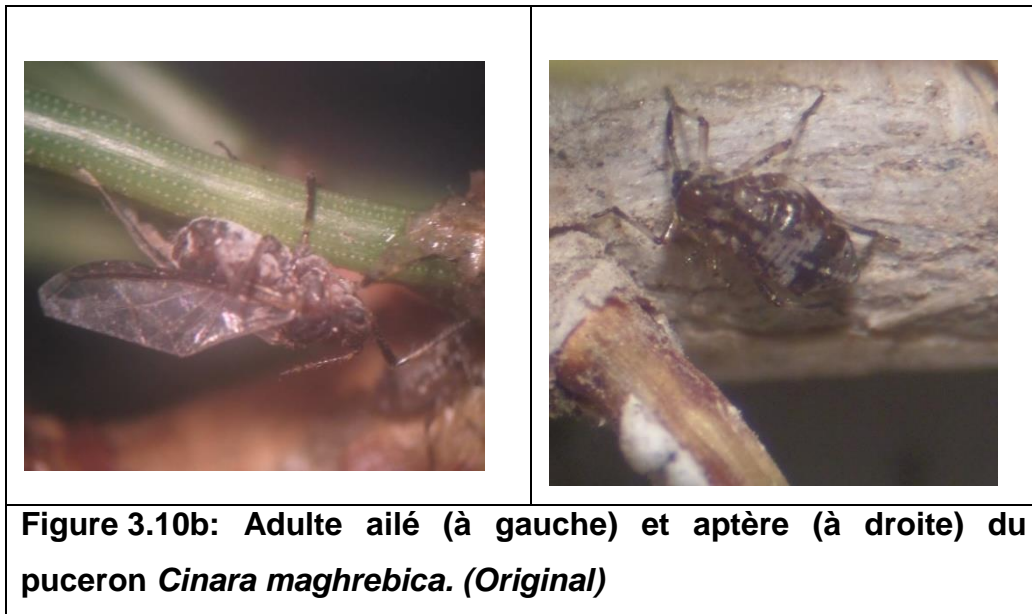 Figure 3.10b: Adulte ailé (à gauche) et aptère (à droite) du
puceron Cinara maghrebica. (Original)